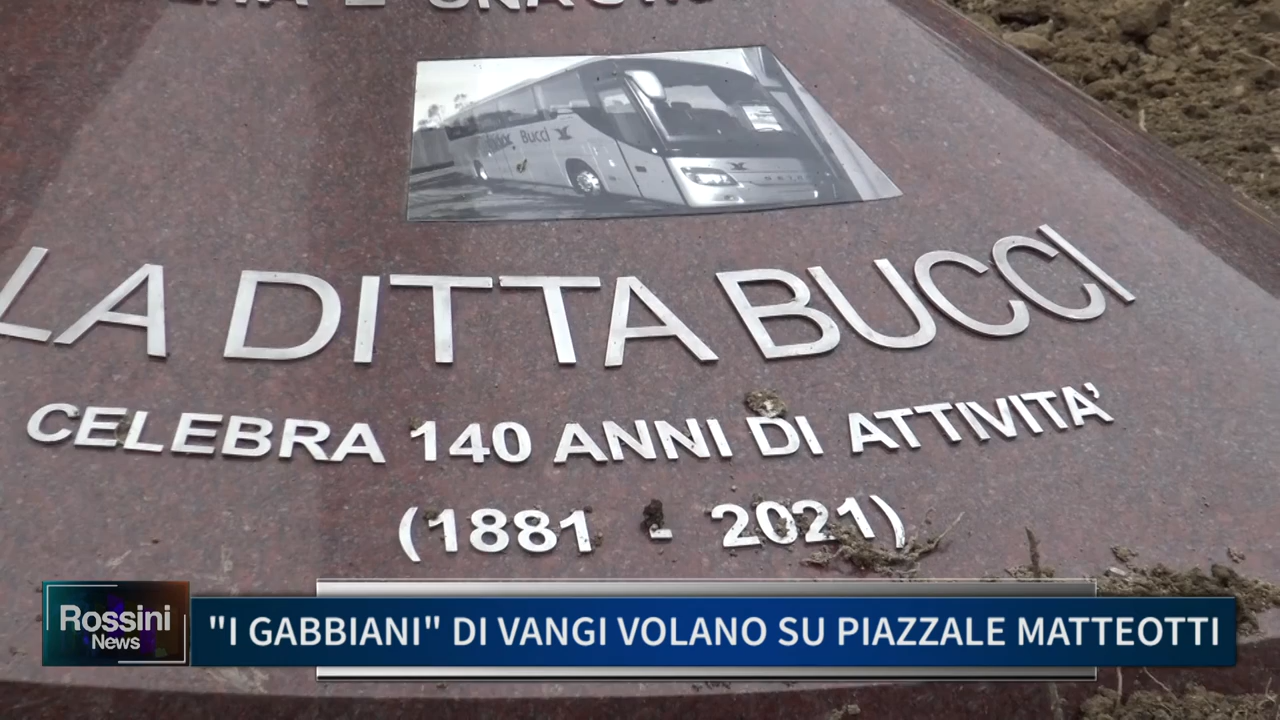 Bucci
LA DITTA BUCCI
CELEBRA 140 ANNI DI ATTIVITA'
(1881 - 2021)
Rossini
News
"I GABBIANI" DI VANGI VOLANO SU PIAZZALE MATTEOTTI